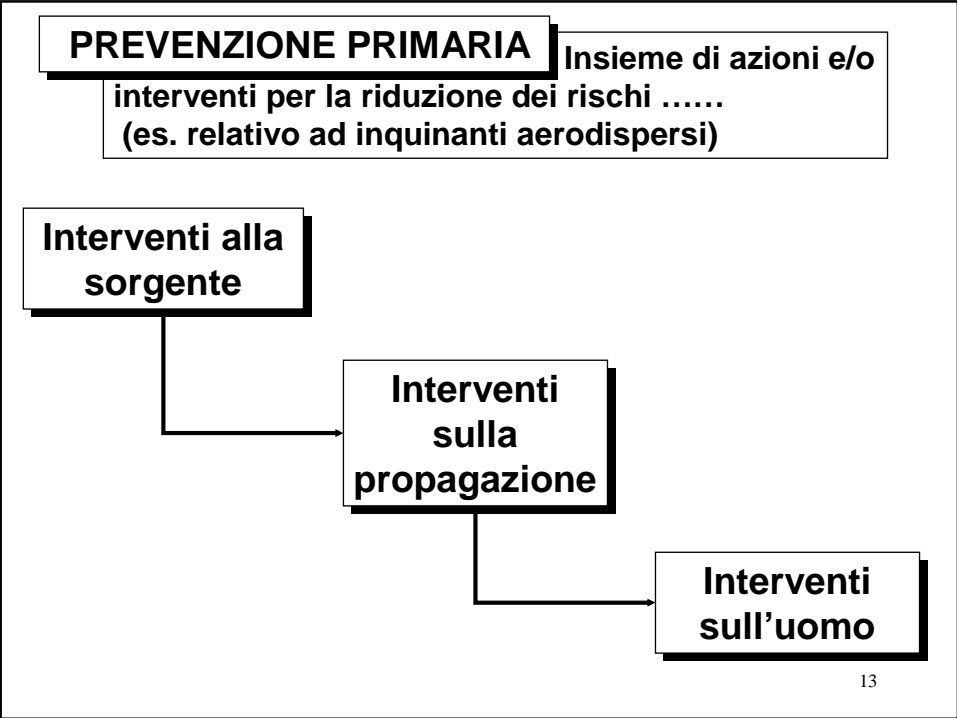 PREVENZIONE PRIMARIA
Insieme di azioni e/o
interventi per la riduzione dei rischi ……
(es. relativo ad inquinanti aerodispersi)
Interventi alla
sorgente
Interventi
sulla
propagazione
Interventi
sull’uomo
13